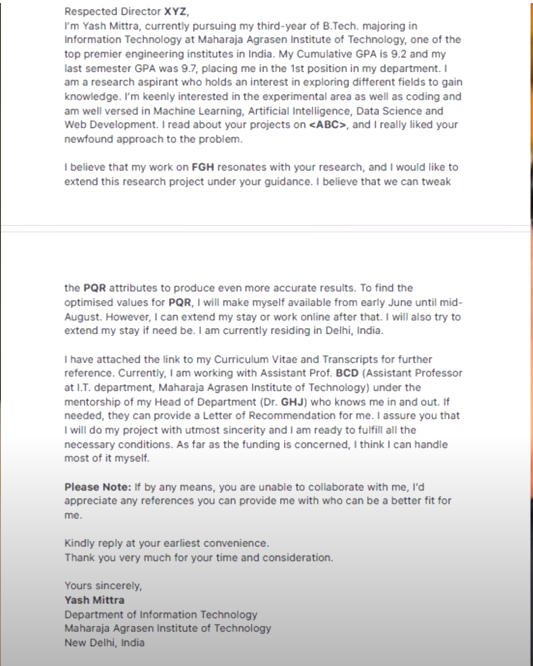 Respected Director XYZ,
I'm Yash Mittra, currently pursuing my third-year of B.Tech. majoring in
Information Technology at Maharaja Agrasen Institute of Technology, one of the
top premier engineering institutes in India. My Cumulative GPA is 9.2 and my
last semester GPA was 9.7, placing me in the 1st position in my department. I
am a research aspirant who holds an interest in exploring different fields to gain
knowledge. I'm keenly interested in the experimental area as well as coding and
am well versed in Machine Learning, Artificial Intelligence, Data Science and
Web Development. I read about your projects on <ABC>, and I really liked your
newfound approach to the problem.
I believe that my work on FGH resonates with your research, and I would like to
extend this research project under your guidance. I believe that we can tweak
the PQR attributes to produce even more accurate results. To find the
optimised values for PQR, I will make myself available from early June until mid-
August. However, I can extend my stay or work online after that. I will also try to
extend my stay if need be. I am currently residing in Delhi, India.
I have attached the link to my Curriculum Vitae and Transcripts for further
reference. Currently, I am working with Assistant Prof. BCD (Assistant Professor
at I.T. department, Maharaja Agrasen Institute of Technology) under the
mentorship of my Head of Department (Dr. GHJ) who knows me in and out. If
needed, they can provide a Letter of Recommendation for me. I assure you that
I will do my project with utmost sincerity and I am ready to fulfill all the
necessary conditions. As far as the funding is concerned, I think I can handle
most of it myself.
Please Note: If by any means, you are unable to collaborate with me, I'd
appreciate any references you can provide me with who can be a better fit for
me.
Kindly reply at your earliest convenience.
Thank you very much for your time and consideration.
Yours sincerely,
Yash Mittra
Department of Information Technology
Maharaja Agrasen Institute of Technology
New Delhi, India